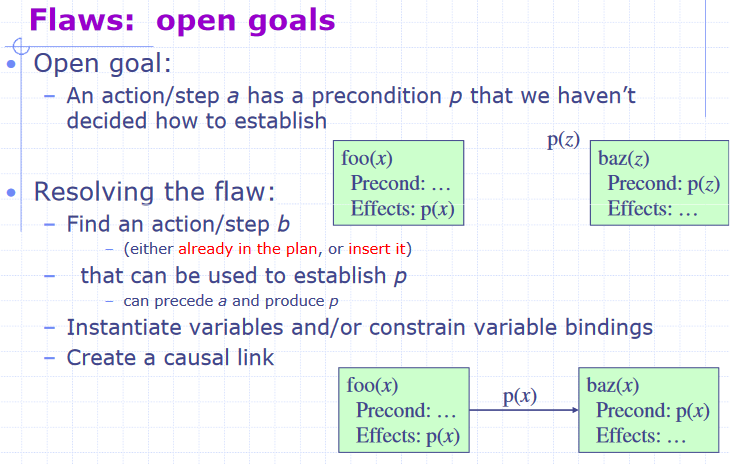 Flaws: open goals
• Open goal:
– An action/step a has a precondition p that we haven’t
decided how to establish
p(z)
foo(x)
Precond: …
Effects: p(x)
baz(z)
Precond: p(z)
Effects: …
• Resolving the flaw:
– Find an action/step b
– (either already in the plan, or insert it)
– that can be used to establish p
– can precede a and produce p
– Instantiate variables and/or constrain variable bindings
– Create a causal link
foo(x)
Precond: …
Effects: p(x)
p(x)
baz(x)
Precond: p(x)
Effects: …